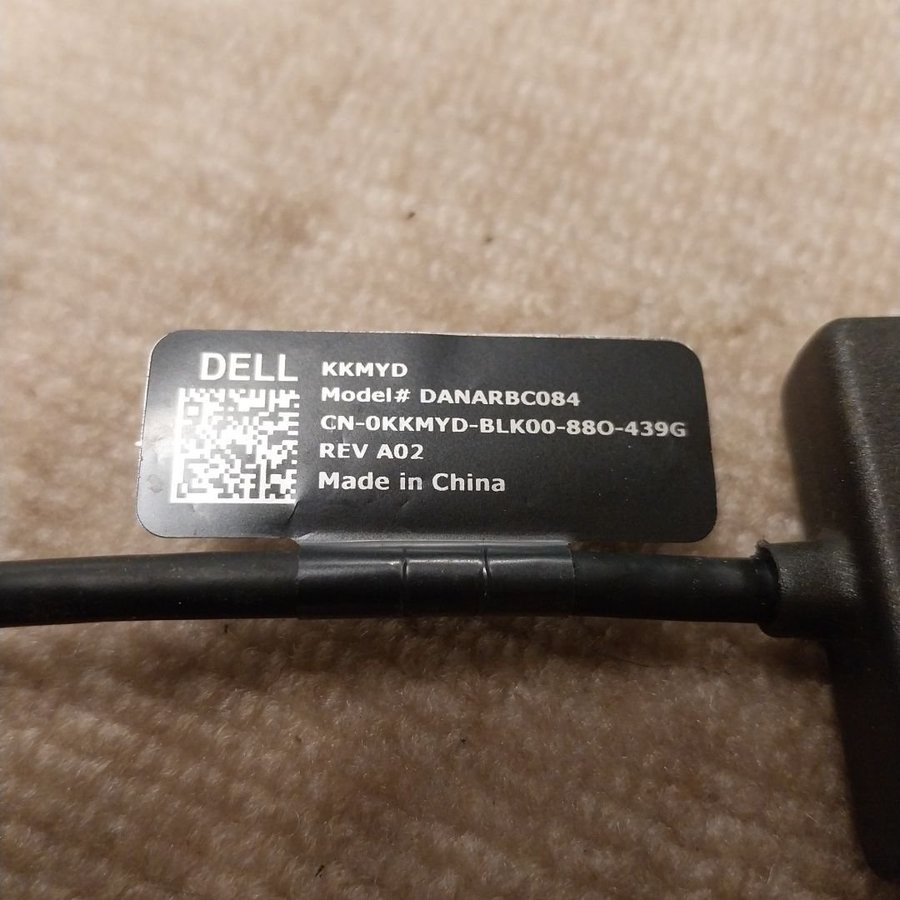 DELL
KKMYD
Model# DANARBC084
CN-0KKMYD-BLK00-88O-439G
REV A02
Made in China